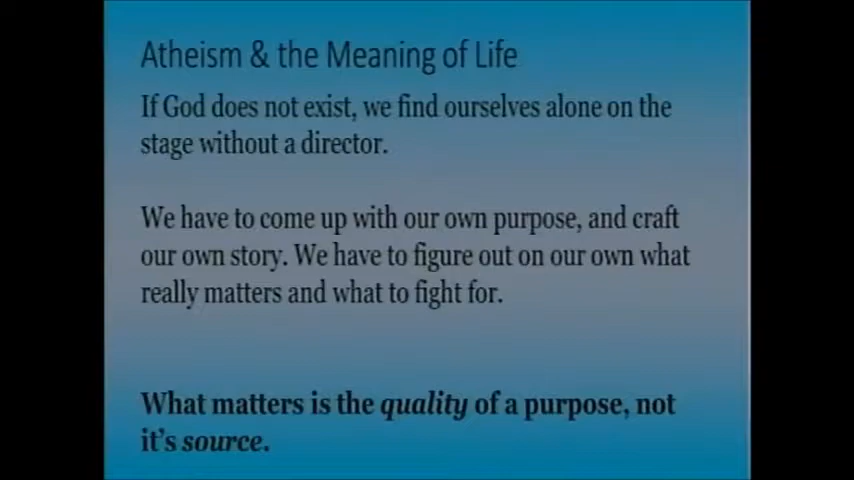 Atheism & the Meaning of Life
If God does not exist, we find ourselves alone on the
stage without a director.
We have to come up with our own purpose, and craft
our own story. We have to figure out on our own what
really matters and what to fight for.
What matters is the quality of a purpose, not
it's source.